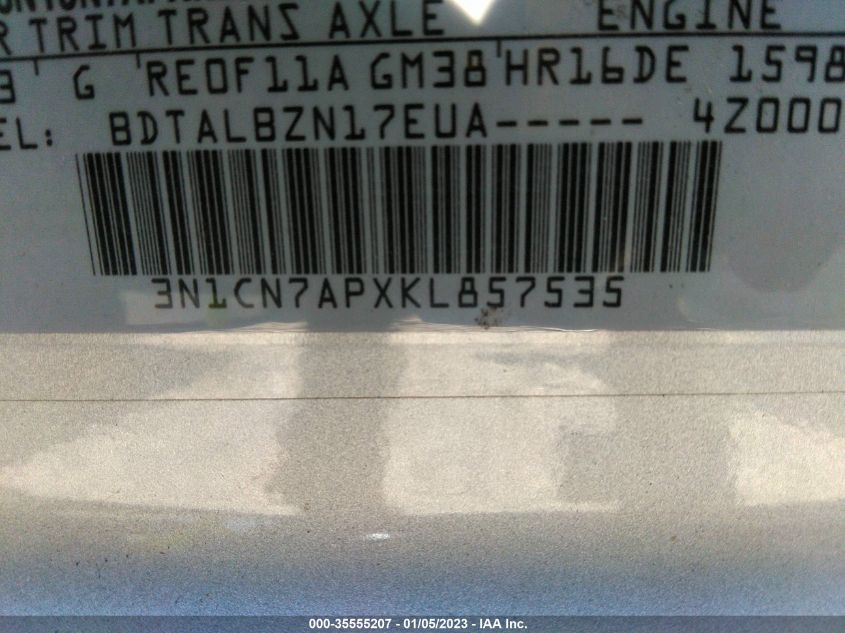 R TRIM TRANS AXLE ENGINE
3' G 'RE0F11A GM38'HR16DE 1598
EL: BDTALBZN17EUA----- 4Z000
3N1CN7APXKL857535
000-35555207 - 01/05/2023 - IAA Inc.